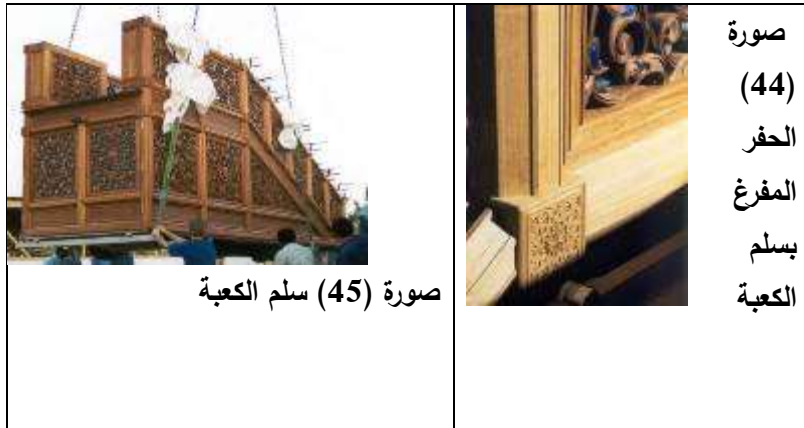 صورة
(44)
الحفر
المفرغ
بسلم
الكعبة
صورة (45) سلم الكعبة